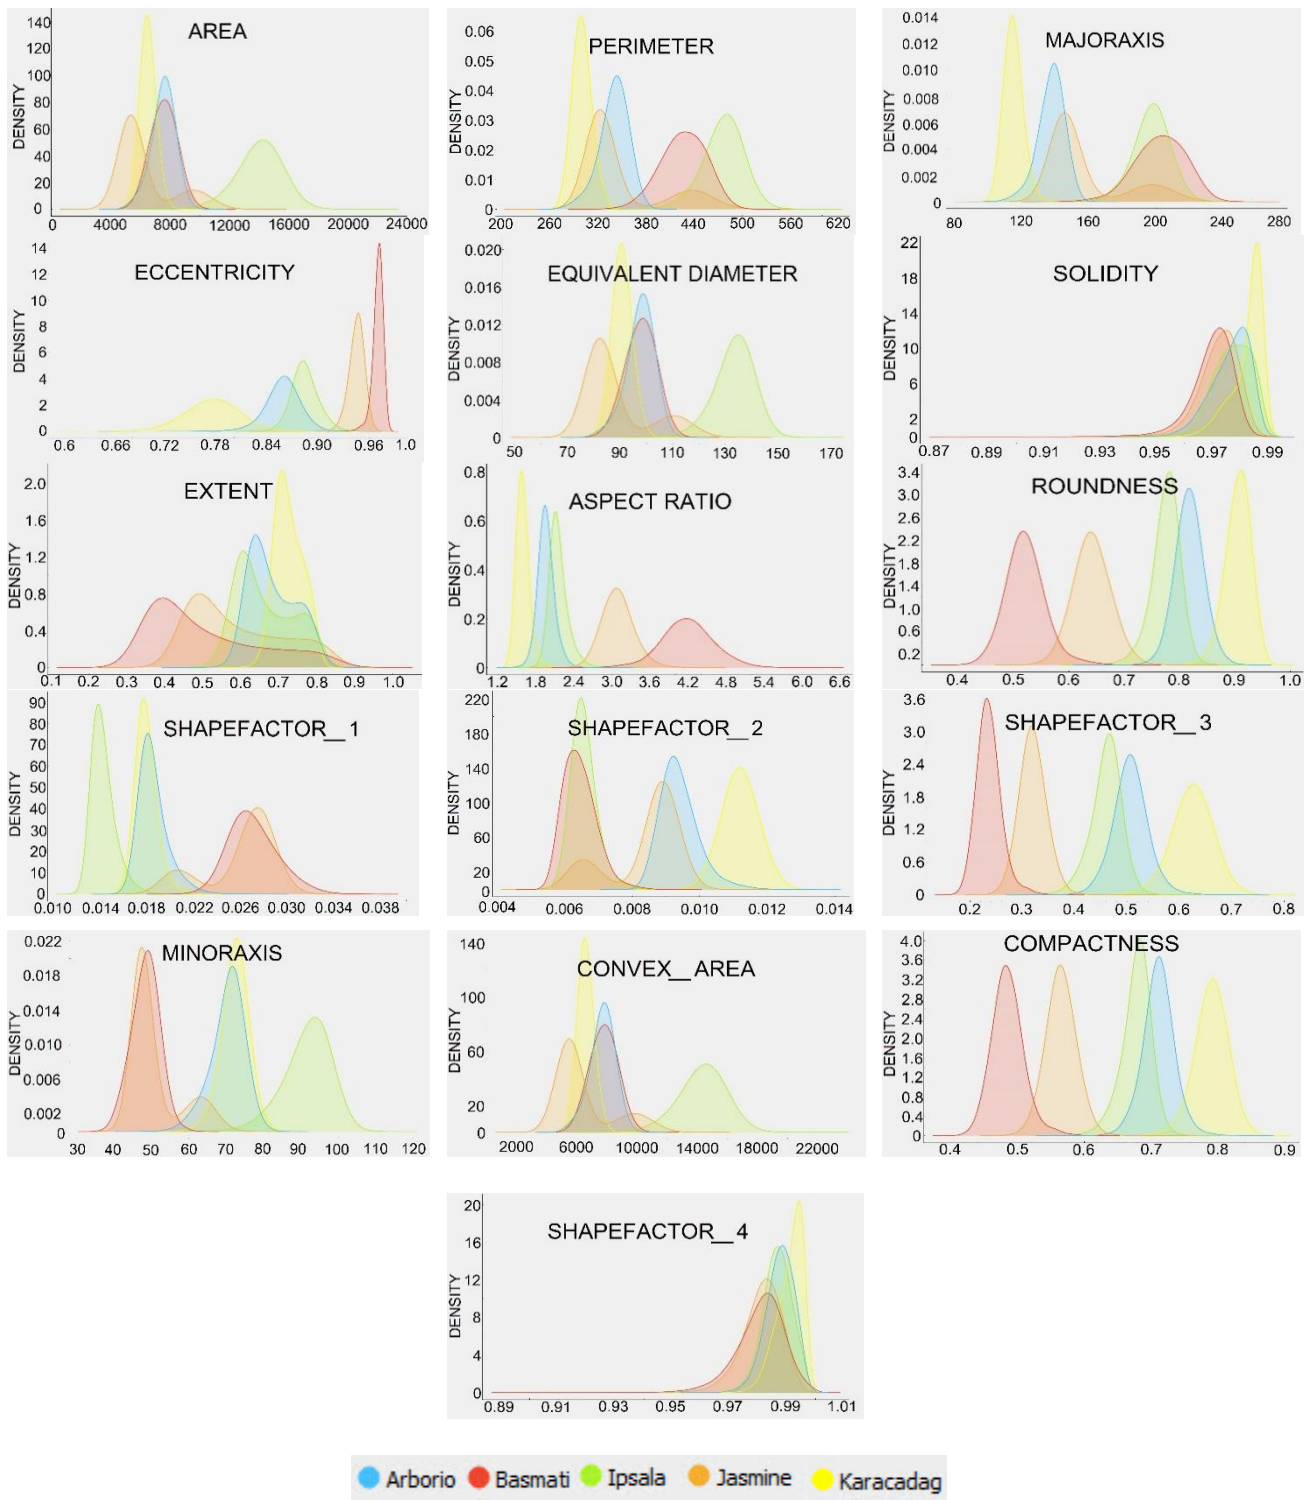 AREA
DENSITY
140
120
100
80
60
40
20
0
0 4000 8000 12000 16000 20000 24000
PERIMETER
DENSITY
0.06
0.05
0.04
0.03
0.02
0.01
0
200 260 320 380 440 500 560 620
MAJORAXIS
DENSITY
0.014
0.012
0.010
0.008
0.006
0.004
0.002
0
80 120 160 200 240 280
ECCENTRICITY
DENSITY
14
12
10
8
6
4
2
0
0.6 0.66 0.72 0.78 0.84 0.90 0.96 1.0
EQUIVALENT DIAMETER
DENSITY
0.020
0.016
0.012
0.008
0.004
0
50 70 90 110 130 150 170
SOLIDITY
DENSITY
22
18
14
10
6
2
0
0.87 0.89 0.91 0.93 0.95 0.97 0.99
EXTENT
DENSITY
2.0
1.6
1.2
0.8
0.4
0
0.1 0.2 0.3 0.4 0.5 0.6 0.7 0.8 0.9 1.0
ASPECT RATIO
DENSITY
0.8
0.6
0.4
0.2
0
1.2 1.8 2.4 3.0 3.6 4.2 4.8 5.4 6.0 6.6
ROUNDNESS
DENSITY
3.4
3.0
2.6
2.2
1.8
1.4
1.0
0.6
0.2
0.4 0.5 0.6 0.7 0.8 0.9 1.0
SHAPEFACTOR_1
DENSITY
90
80
70
60
50
40
30
20
10
0
0.010 0.014 0.018 0.022 0.026 0.030 0.034 0.038
SHAPEFACTOR_2
DENSITY
220
180
140
100
60
20
0
0.004 0.006 0.008 0.010 0.012 0.014
SHAPEFACTOR_3
DENSITY
3.6
3.0
2.4
1.8
1.2
0.6
0
0.2 0.3 0.4 0.5 0.6 0.7 0.8
MINORAXIS
DENSITY
0.022
0.018
0.014
0.010
0.006
0.002
0
30 40 50 60 70 80 90 100 110 120
CONVEX_AREA
DENSITY
140
100
60
20
0
2000 6000 10000 14000 18000 22000
COMPACTNESS
DENSITY
4.0
3.6
3.2
2.8
2.4
2.0
1.6
1.2
0.8
0.4
0
0.4 0.5 0.6 0.7 0.8 0.9
SHAPEFACTOR_4
DENSITY
20
16
12
8
4
0
0.89 0.91 0.93 0.95 0.97 0.99 1.01
Arborio Basmati Ipsala Jasmine Karacadag